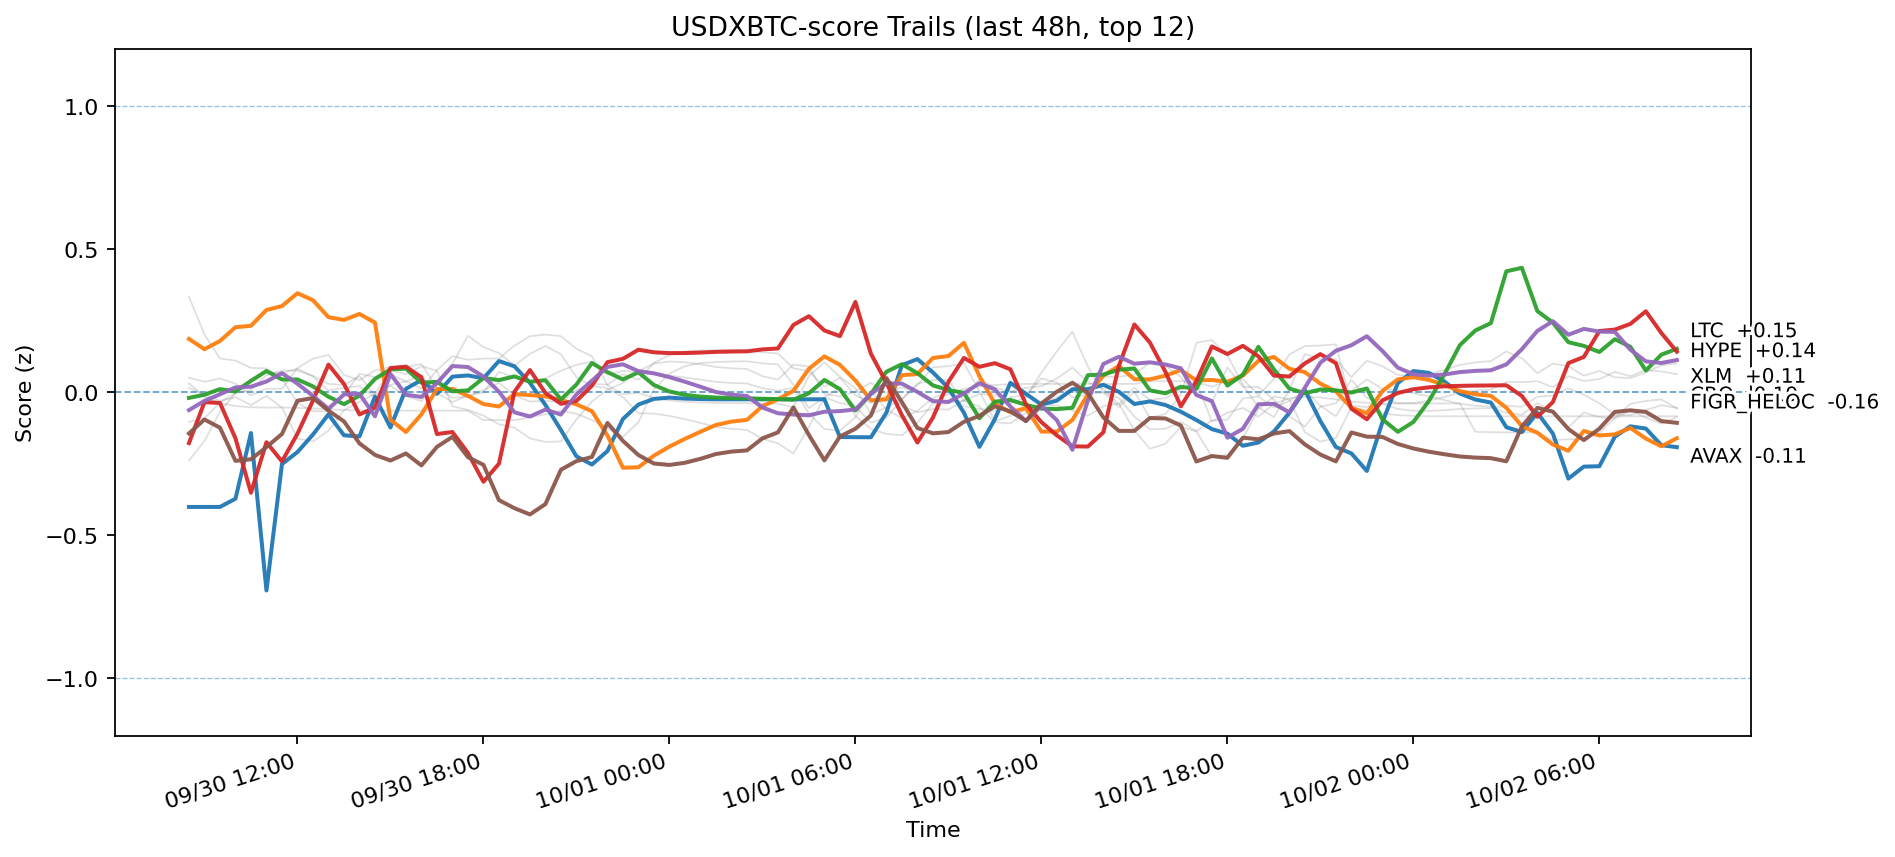 USDXBTC-score Trails (last 48h, top 12)
Score (z)
1.0
0.5
0.0
−0.5
−1.0
LTC +0.15
HYPE +0.14
XLM +0.11
FIGR_HELOC -0.16
AVAX -0.11
09/30 12:00
09/30 18:00
10/01 00:00
10/01 06:00
10/01 12:00
10/01 18:00
10/02 00:00
10/02 06:00
Time